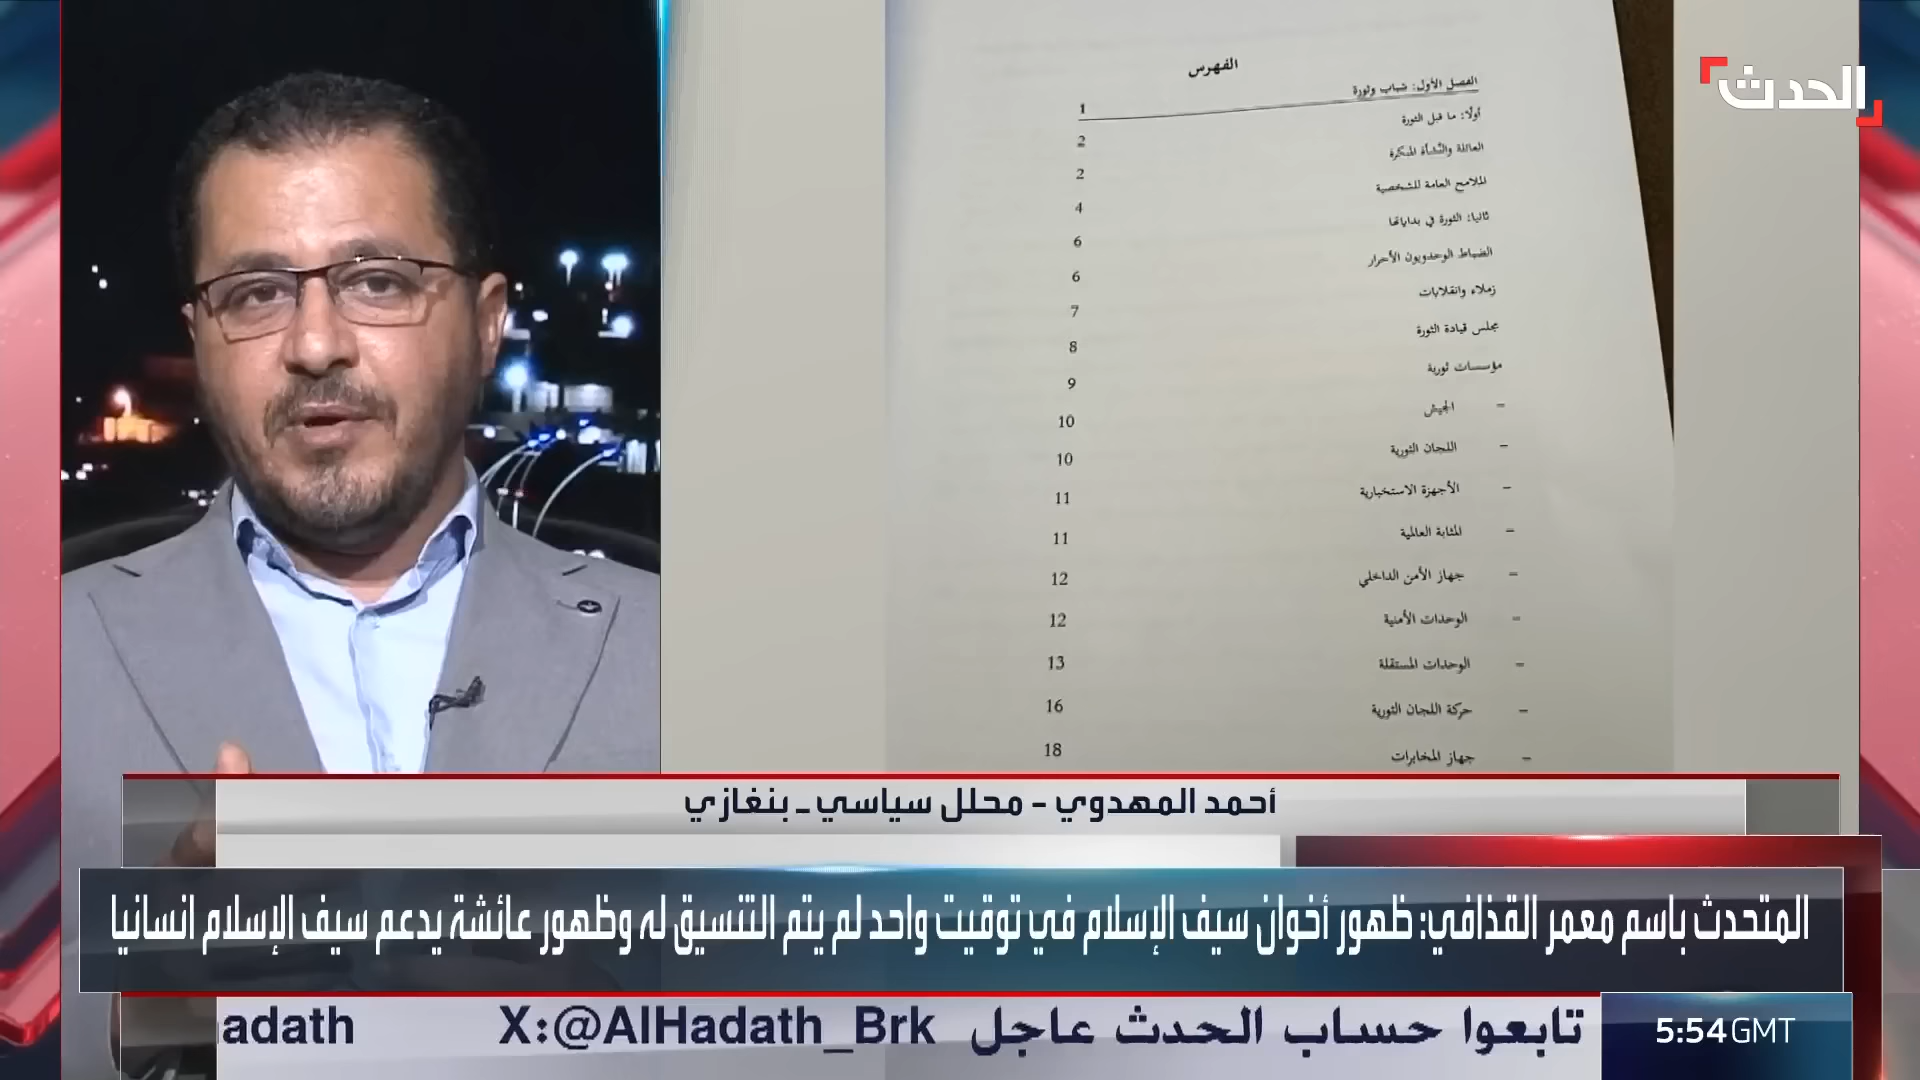 الحدث
الفهرس
الفصل الأول: شباب وثورة 1
أولًا: ما قبل الثورة 2
العائلة والنشأة المبكرة 2
الملامح العامة للشخصية 4
ثانيا: الثورة في بداياتها 6
الضباط الوحدويون الأحرار 6
زملاء وانقلابات 7
مجلس قيادة الثورة 8
مؤسسات ثورية 9
- الجيش 10
- اللجان الثورية 10
- الأجهزة الاستخبارية 11
- المثابة العالمية 11
- جهاز الأمن الداخلي 12
- الوحدات الأمنية 12
- الوحدات المستقلة 13
- حركة اللجان الثورية 16
- جهاز المخابرات 18
أحمد المهدوي - محلل سياسي - بنغازي
المتحدث باسم معمر القذافي: ظهور أخوان سيف الإسلام في توقيت واحد لم يتم التنسيق له وظهور عائشة يدعم سيف الإسلام انسانيا
تابعوا حساب الحدث عاجل X:@AlHadath_Brk adath
5:54 GMT